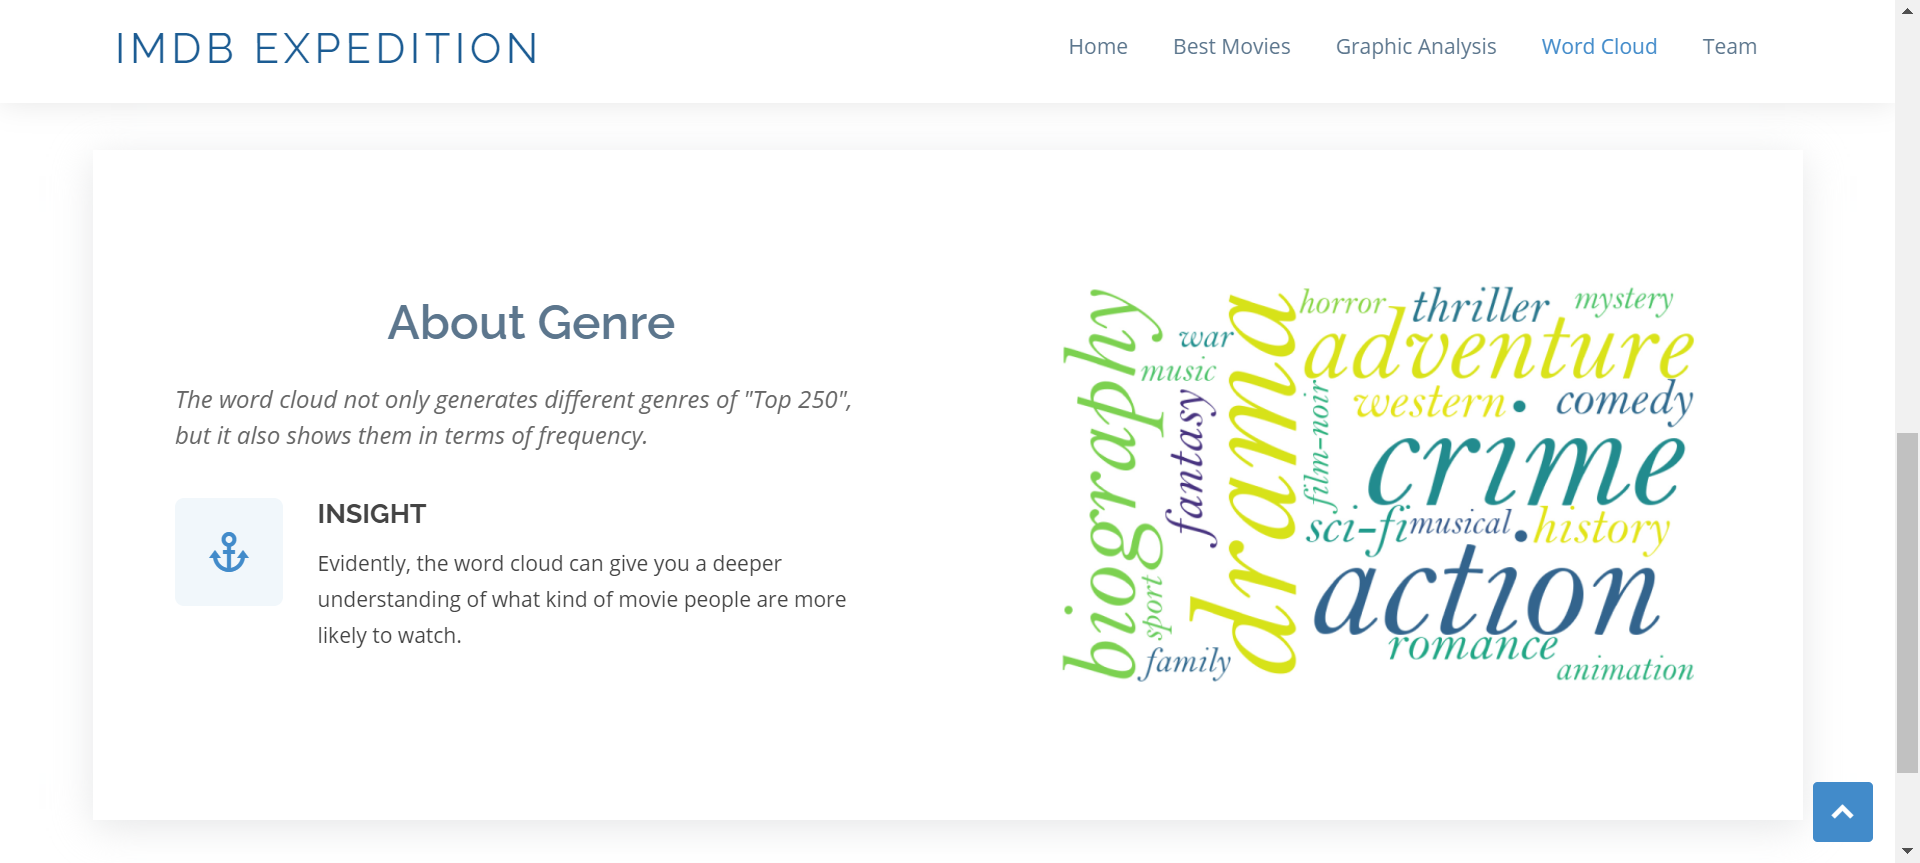 IMDB EXPEDITION
Home
Best Movies
Graphic Analysis
Word Cloud
Team
About Genre
The word cloud not only generates different genres of "Top 250",
but it also shows them in terms of frequency.
INSIGHT
Evidently, the word cloud can give you a deeper
understanding of what kind of movie people are more
likely to watch.
biography
war
music
fantasy
sport
family
drama
horror
thriller
mystery
adventure
film-noir
western
comedy
crime
sci-fi
musical
history
action
romance
animation